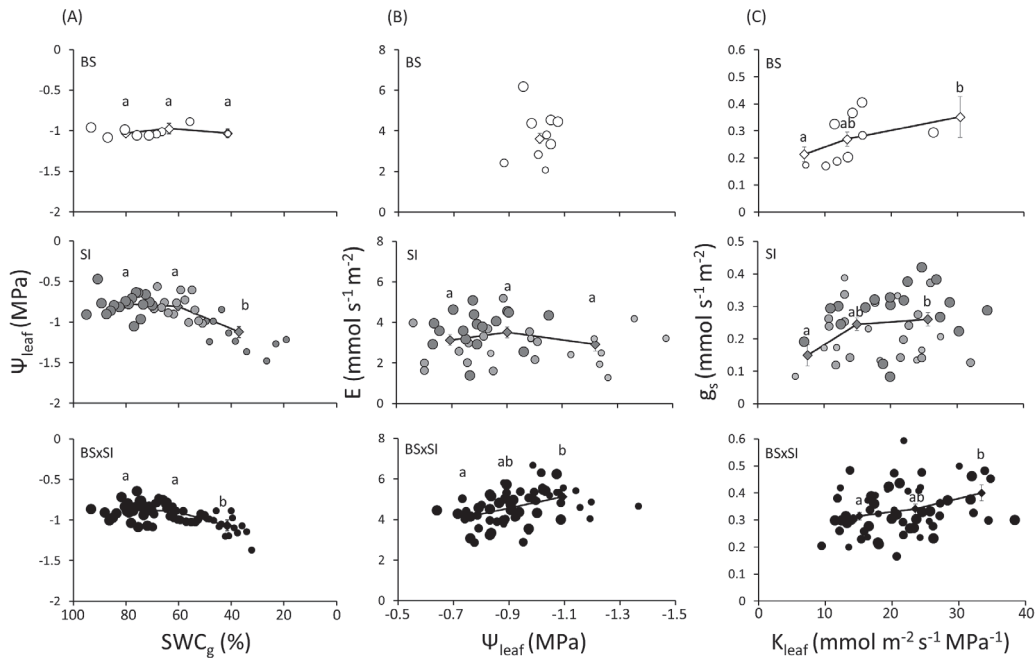 (A) (B) (C)
0 8 0.6
BS BS BS
-0.5 6 0.5
a a a 0.4 b
-1 4 0.3 ab
a
-1.5 2 0.2
0.1
-2 0 0
0 8 0.5
SI SI SI
-0.5 a a 6 a a a 0.4
b 0.3 a ab b
-1 4
0.2
-1.5 2 0.1
-2 0 0
Ψleaf (MPa) E (mmol s⁻¹ m⁻²) gs (mmol s⁻¹ m⁻²)
0 8 0.6
BSxSI BSxSI BSxSI
-0.5 a a b 6 a ab b 0.5 a ab b
0.4
-1 4 0.3
-1.5 2 0.2
0.1
-2 0 0
100 80 60 40 20 0 -0.5 -0.7 -0.9 -1.1 -1.3 -1.5 0 10 20 30 40
SWCg (%) Ψleaf (MPa) Kleaf (mmol m⁻² s⁻¹ MPa⁻¹)